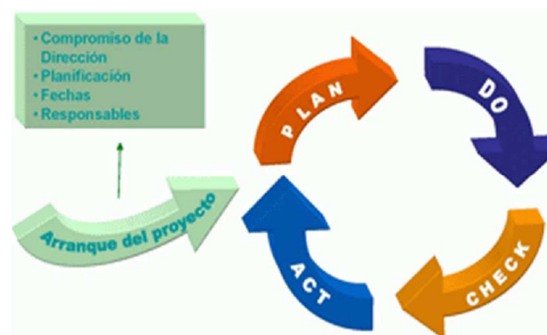 • Compromiso de la
Dirección
• Planificación
• Fechas
• Responsables
Arranque del proyecto
PLAN
DO
CHECK
ACT